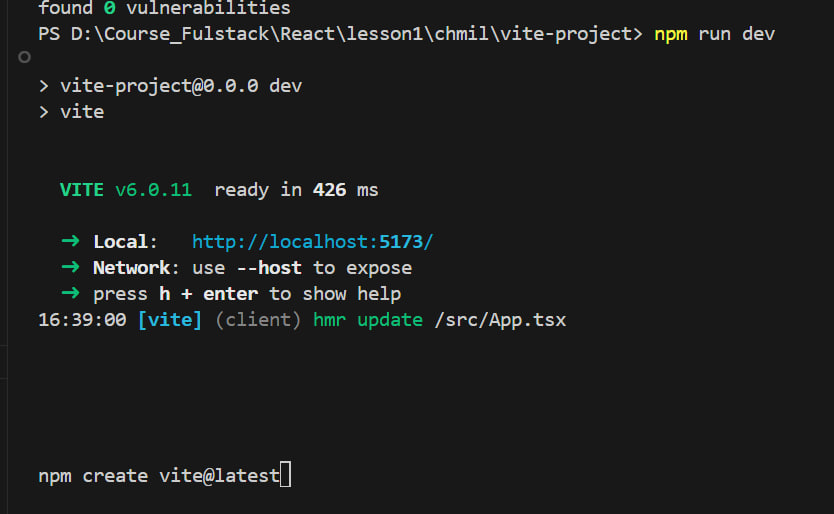 found 0 vulnerabilities
PS D:\Course_Fulstack\React\lesson1\chmil\vite-project> npm run dev
> vite-project@0.0.0 dev
> vite
VITE v6.0.11 ready in 426 ms
➜ Local: http://localhost:5173/
➜ Network: use --host to expose
➜ press h + enter to show help
16:39:00 [vite] (client) hmr update /src/App.tsx
npm create vite@latest